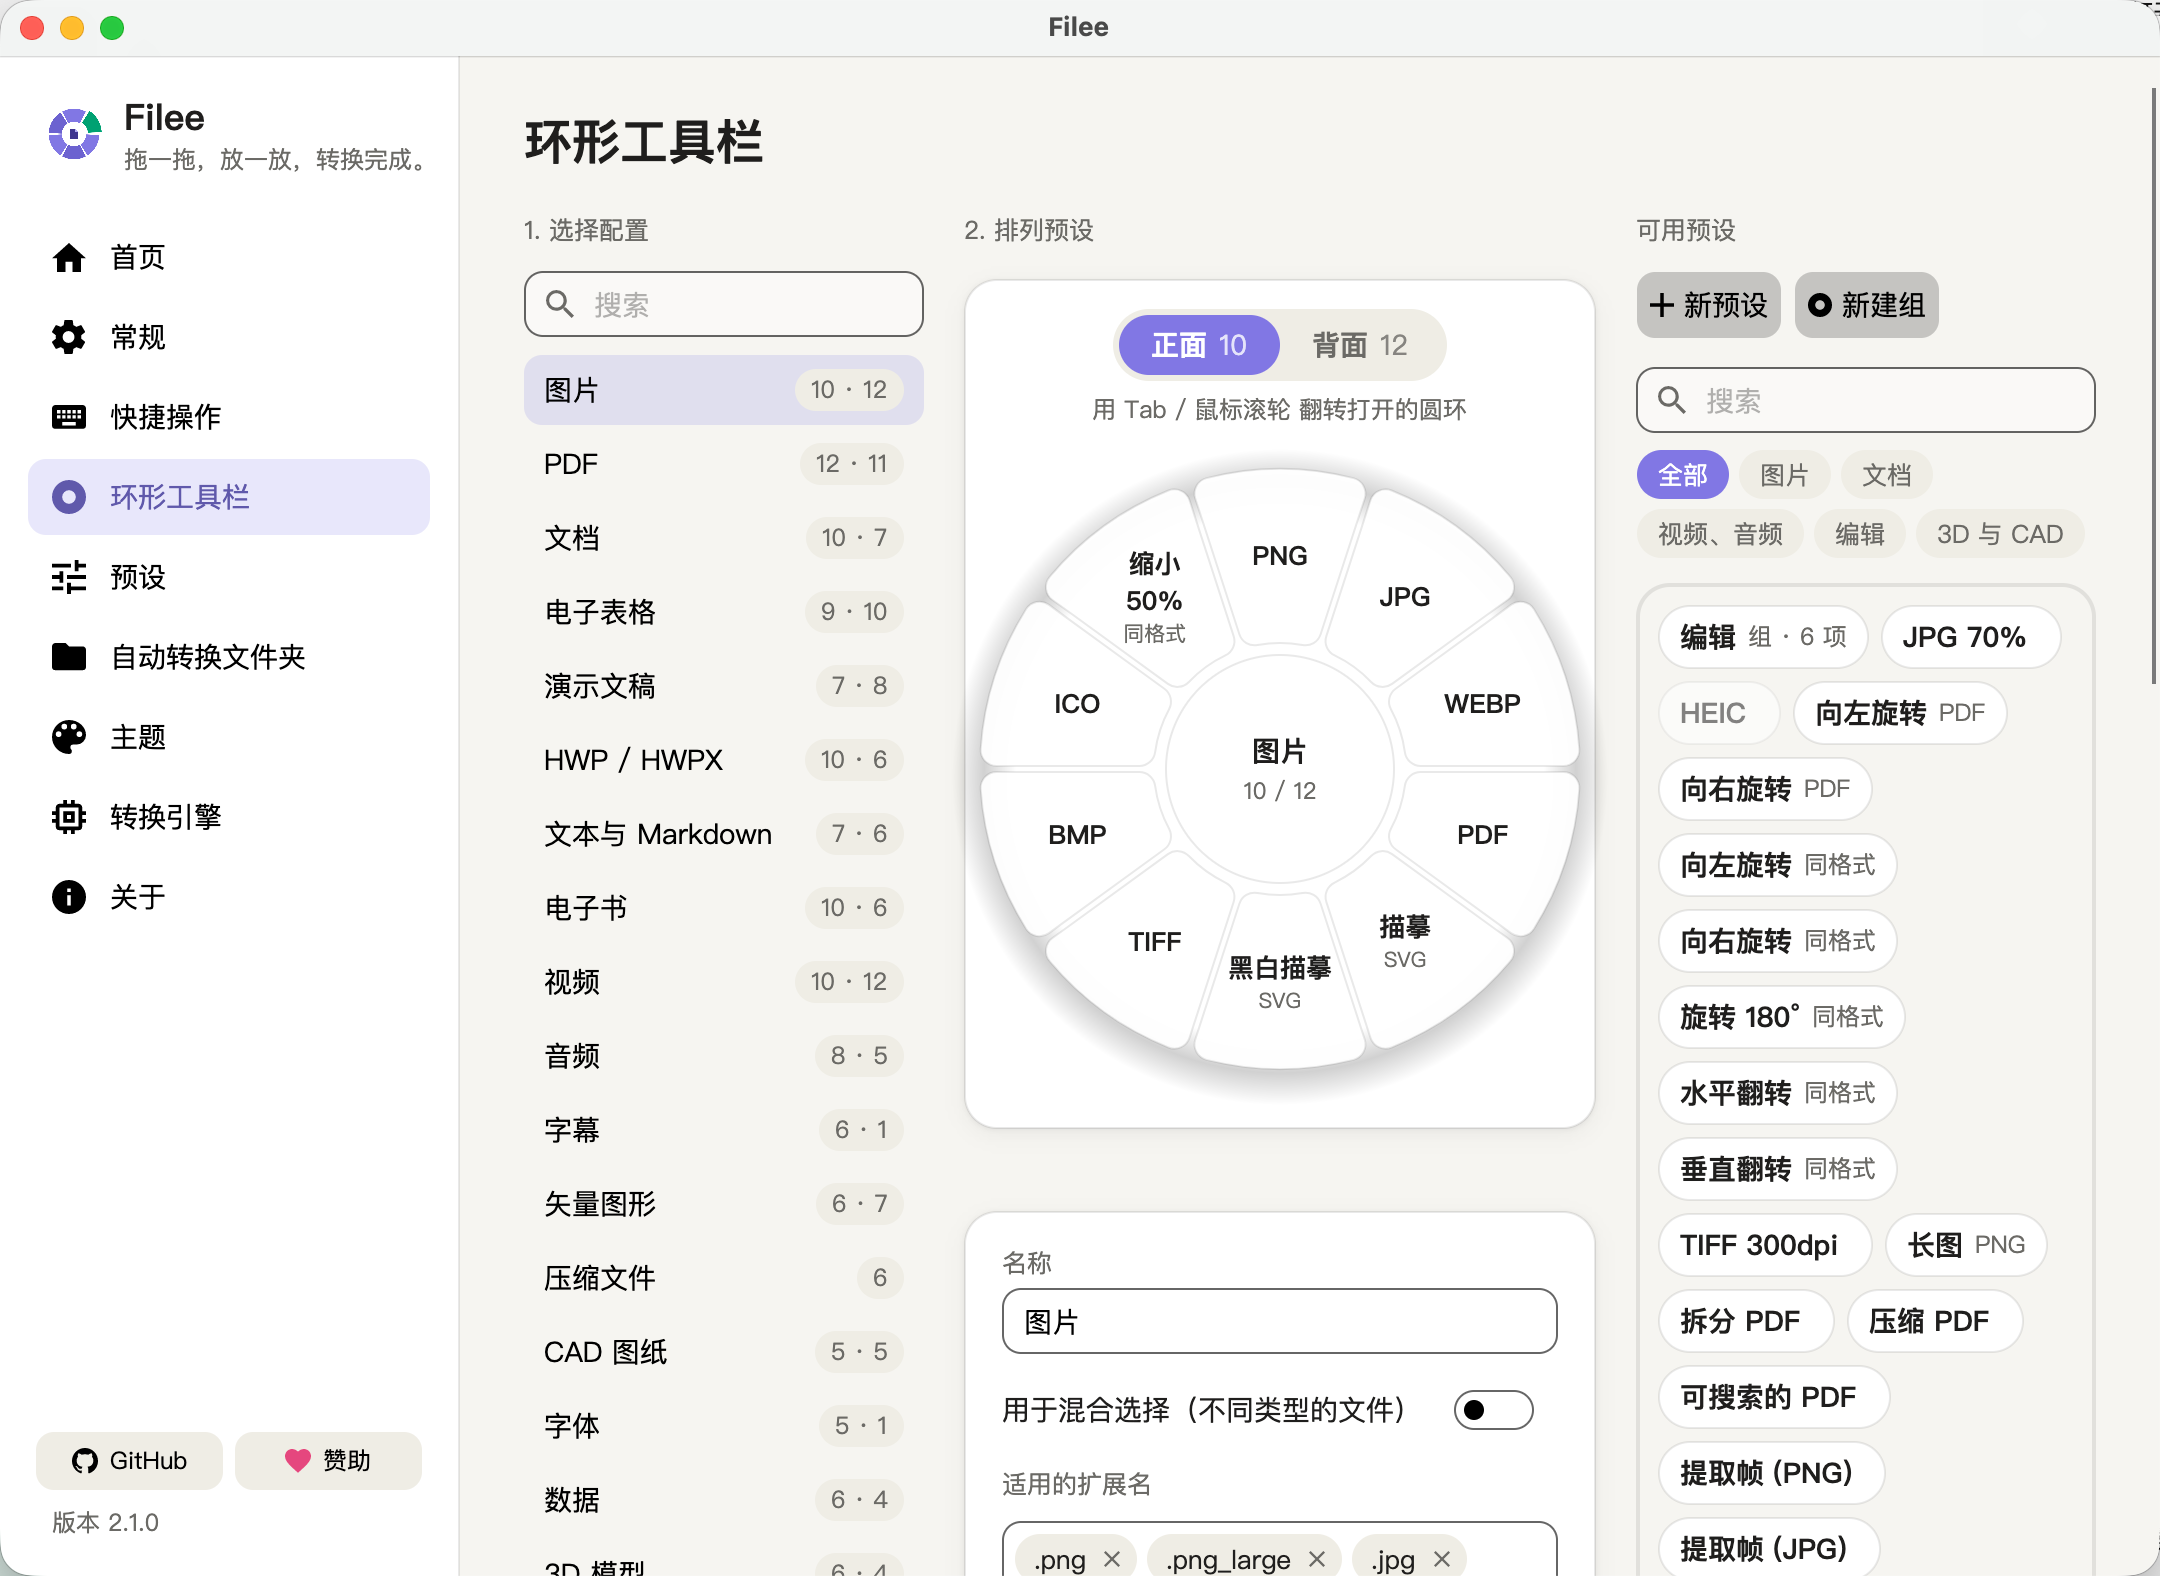 Filee
Filee
拖一拖，放一放，转换完成。
首页
常规
快捷操作
环形工具栏
预设
自动转换文件夹
主题
转换引擎
关于
GitHub
赞助
版本 2.1.0
环形工具栏
1. 选择配置
搜索
图片 10 · 12
PDF 12 · 11
文档 10 · 7
电子表格 9 · 10
演示文稿 7 · 8
HWP / HWPX 10 · 6
文本与 Markdown 7 · 6
电子书 10 · 6
视频 10 · 12
音频 8 · 5
字幕 6 · 1
矢量图形 6 · 7
压缩文件 6
CAD 图纸 5 · 5
字体 5 · 1
数据 6 · 4
3D 模型 6 · 4
2. 排列预设
正面 10 背面 12
用 Tab / 鼠标滚轮 翻转打开的圆环
PNG
JPG
WEBP
PDF
描摹
SVG
黑白描摹
SVG
TIFF
BMP
ICO
缩小
50%
同格式
图片
10 / 12
名称
图片
用于混合选择（不同类型的文件）
适用的扩展名
.png .png_large .jpg
可用预设
新预设 新建组
搜索
全部 图片 文档
视频、音频 编辑 3D 与 CAD
编辑 组 · 6 项 JPG 70%
HEIC 向左旋转 PDF
向右旋转 PDF
向左旋转 同格式
向右旋转 同格式
旋转 180° 同格式
水平翻转 同格式
垂直翻转 同格式
TIFF 300dpi 长图 PNG
拆分 PDF 压缩 PDF
可搜索的 PDF
提取帧 (PNG)
提取帧 (JPG)